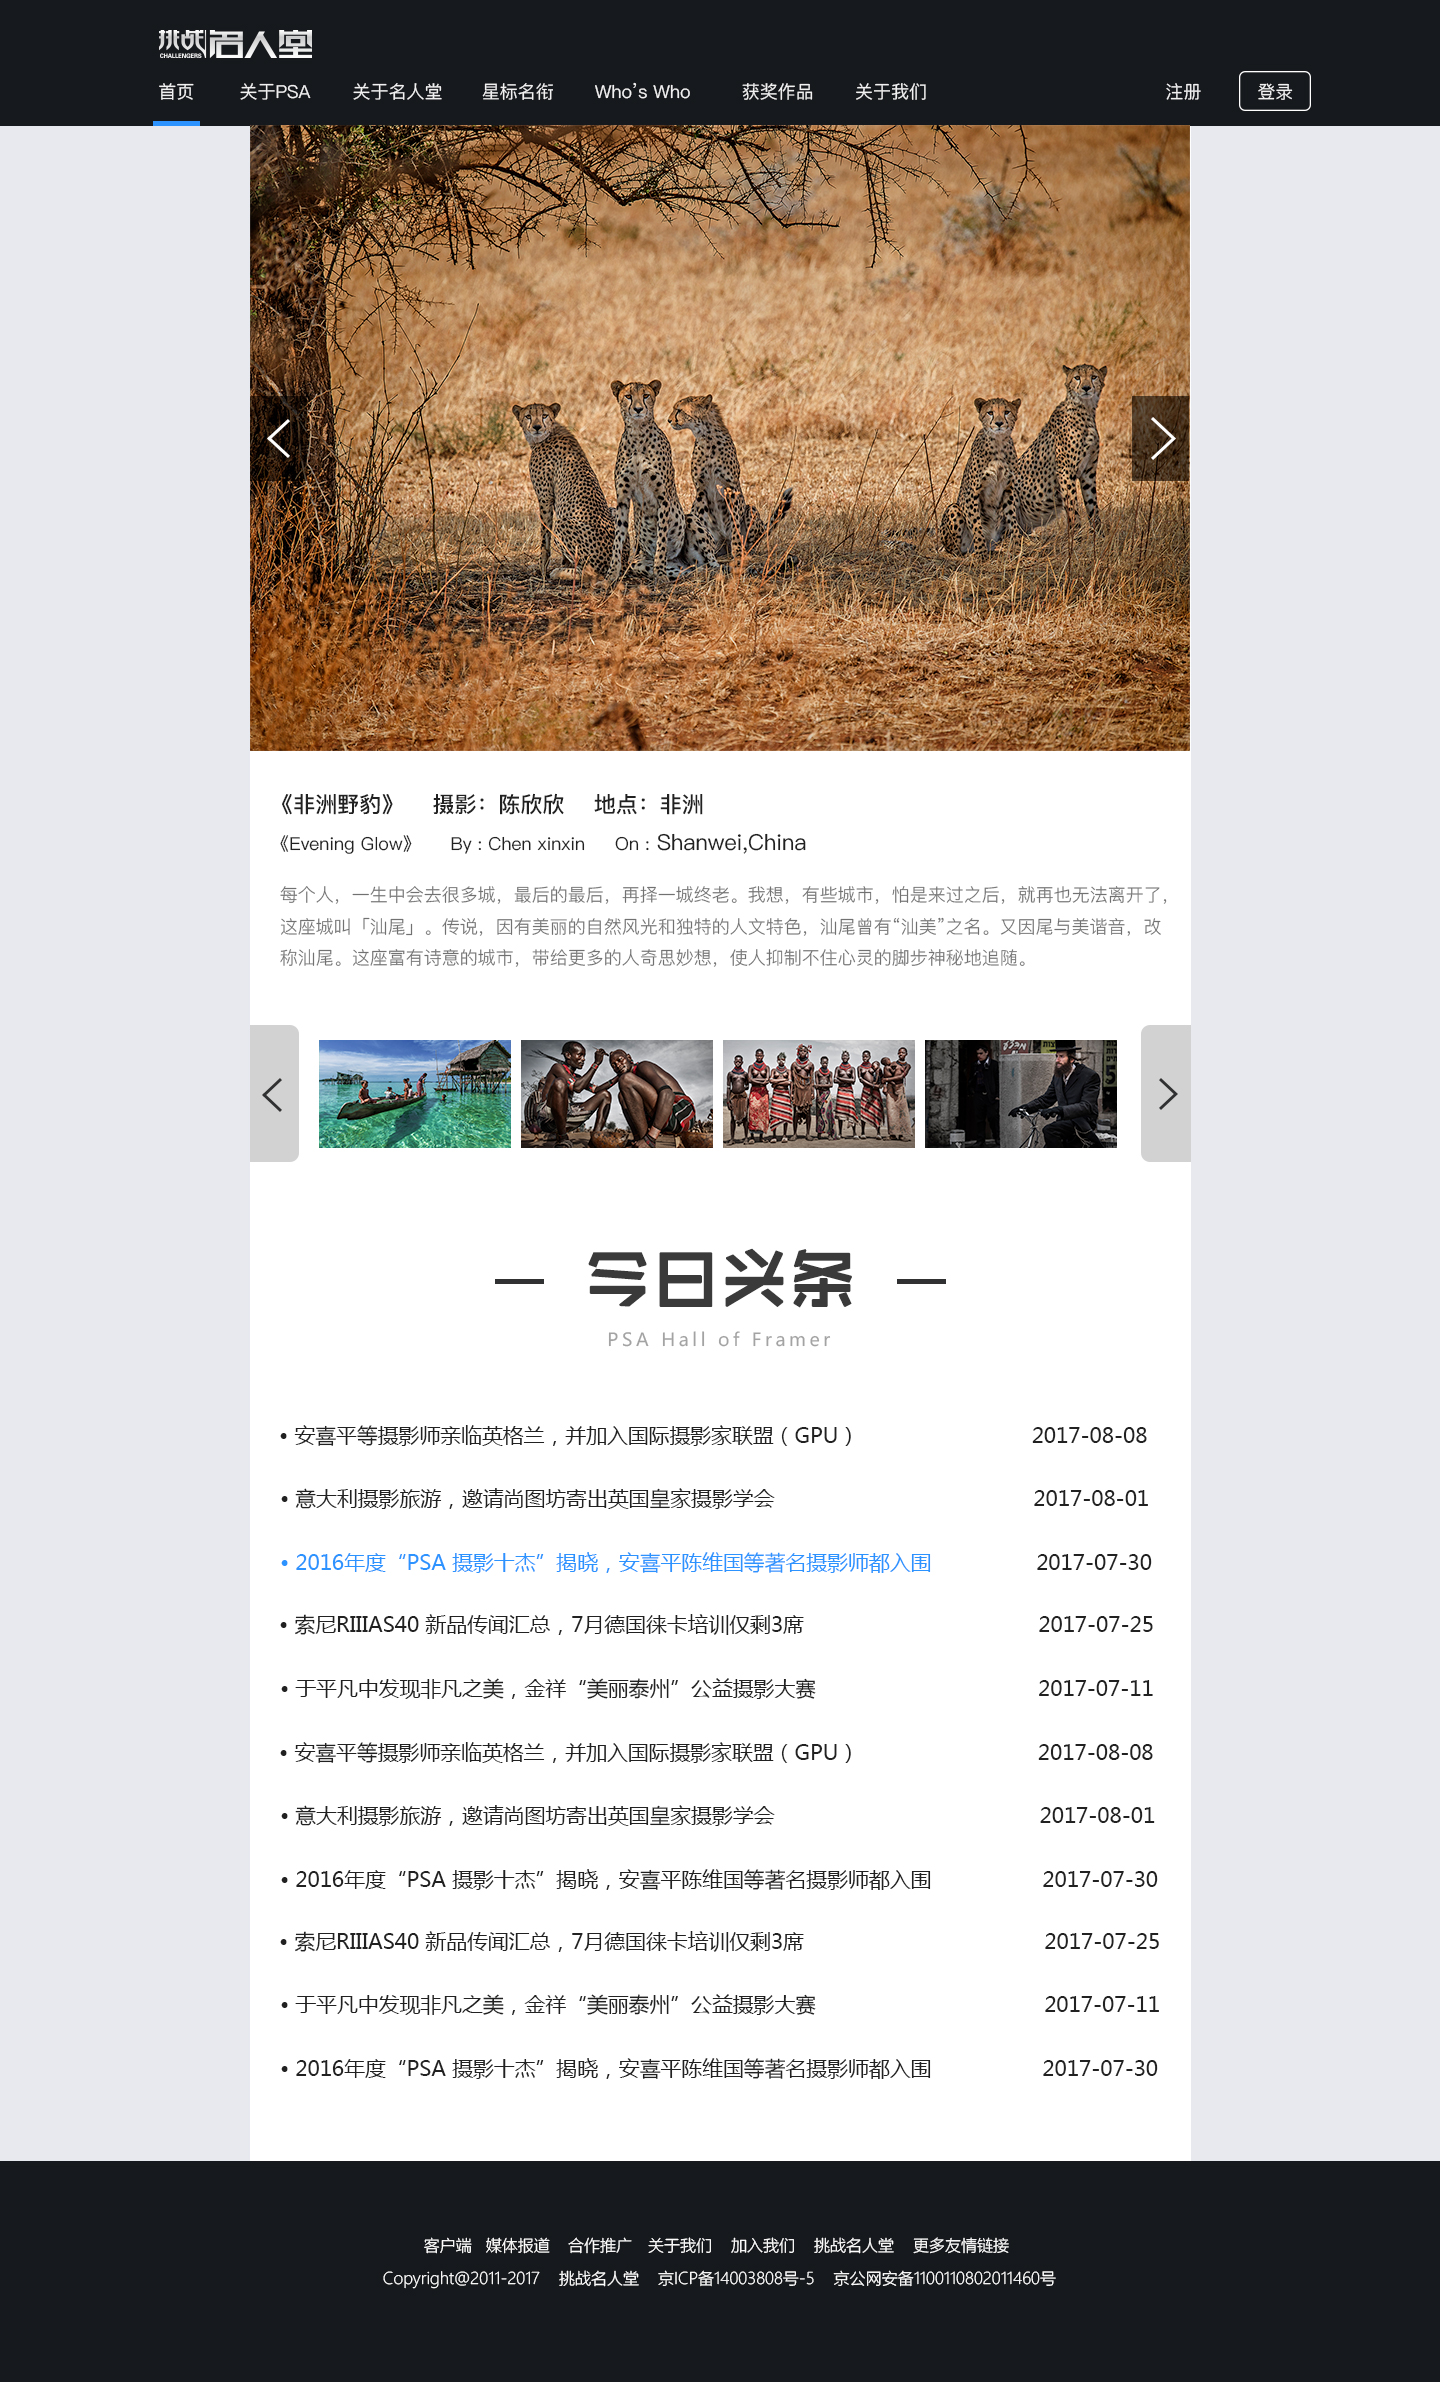 挑战名人堂
CHALLENGERS
首页 关于PSA 关于名人堂 星标名衔 Who's Who 获奖作品 关于我们 注册 登录
《非洲野豹》 摄影：陈欣欣 地点：非洲
《Evening Glow》 By : Chen xinxin On : Shanwei,China
每个人，一生中会去很多城，最后的最后，再择一城终老。我想，有些城市，怕是来过之后，就再也无法离开了，
这座城叫「汕尾」。传说，因有美丽的自然风光和独特的人文特色，汕尾曾有“汕美”之名。又因尾与美谐音，改
称汕尾。这座富有诗意的城市，带给更多的人奇思妙想，使人抑制不住心灵的脚步神秘地追随。
今日头条
PSA Hall of Framer
• 安喜平等摄影师亲临英格兰，并加入国际摄影家联盟（GPU） 2017-08-08
• 意大利摄影旅游，邀请尚图坊寄出英国皇家摄影学会 2017-08-01
• 2016年度“PSA 摄影十杰”揭晓，安喜平陈维国等著名摄影师都入围 2017-07-30
• 索尼RIIIAS40 新品传闻汇总，7月德国徕卡培训仅剩3席 2017-07-25
• 于平凡中发现非凡之美，金祥“美丽泰州”公益摄影大赛 2017-07-11
• 安喜平等摄影师亲临英格兰，并加入国际摄影家联盟（GPU） 2017-08-08
• 意大利摄影旅游，邀请尚图坊寄出英国皇家摄影学会 2017-08-01
• 2016年度“PSA 摄影十杰”揭晓，安喜平陈维国等著名摄影师都入围 2017-07-30
• 索尼RIIIAS40 新品传闻汇总，7月德国徕卡培训仅剩3席 2017-07-25
• 于平凡中发现非凡之美，金祥“美丽泰州”公益摄影大赛 2017-07-11
• 2016年度“PSA 摄影十杰”揭晓，安喜平陈维国等著名摄影师都入围 2017-07-30
客户端 媒体报道 合作推广 关于我们 加入我们 挑战名人堂 更多友情链接
Copyright@2011-2017 挑战名人堂 京ICP备14003808号-5 京公网安备1100110802011460号